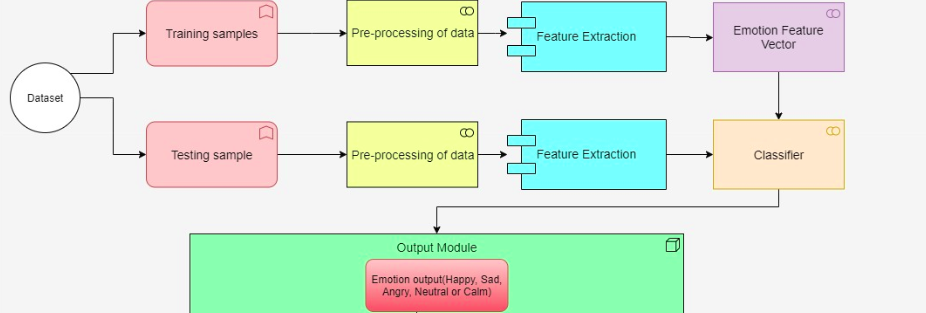 Training samples
Pre-processing of data
Feature Extraction
Emotion Feature
Vector
Dataset
Testing sample
Pre-processing of data
Feature Extraction
Classifier
Output Module
Emotion output(Happy, Sad,
Angry, Neutral or Calm)